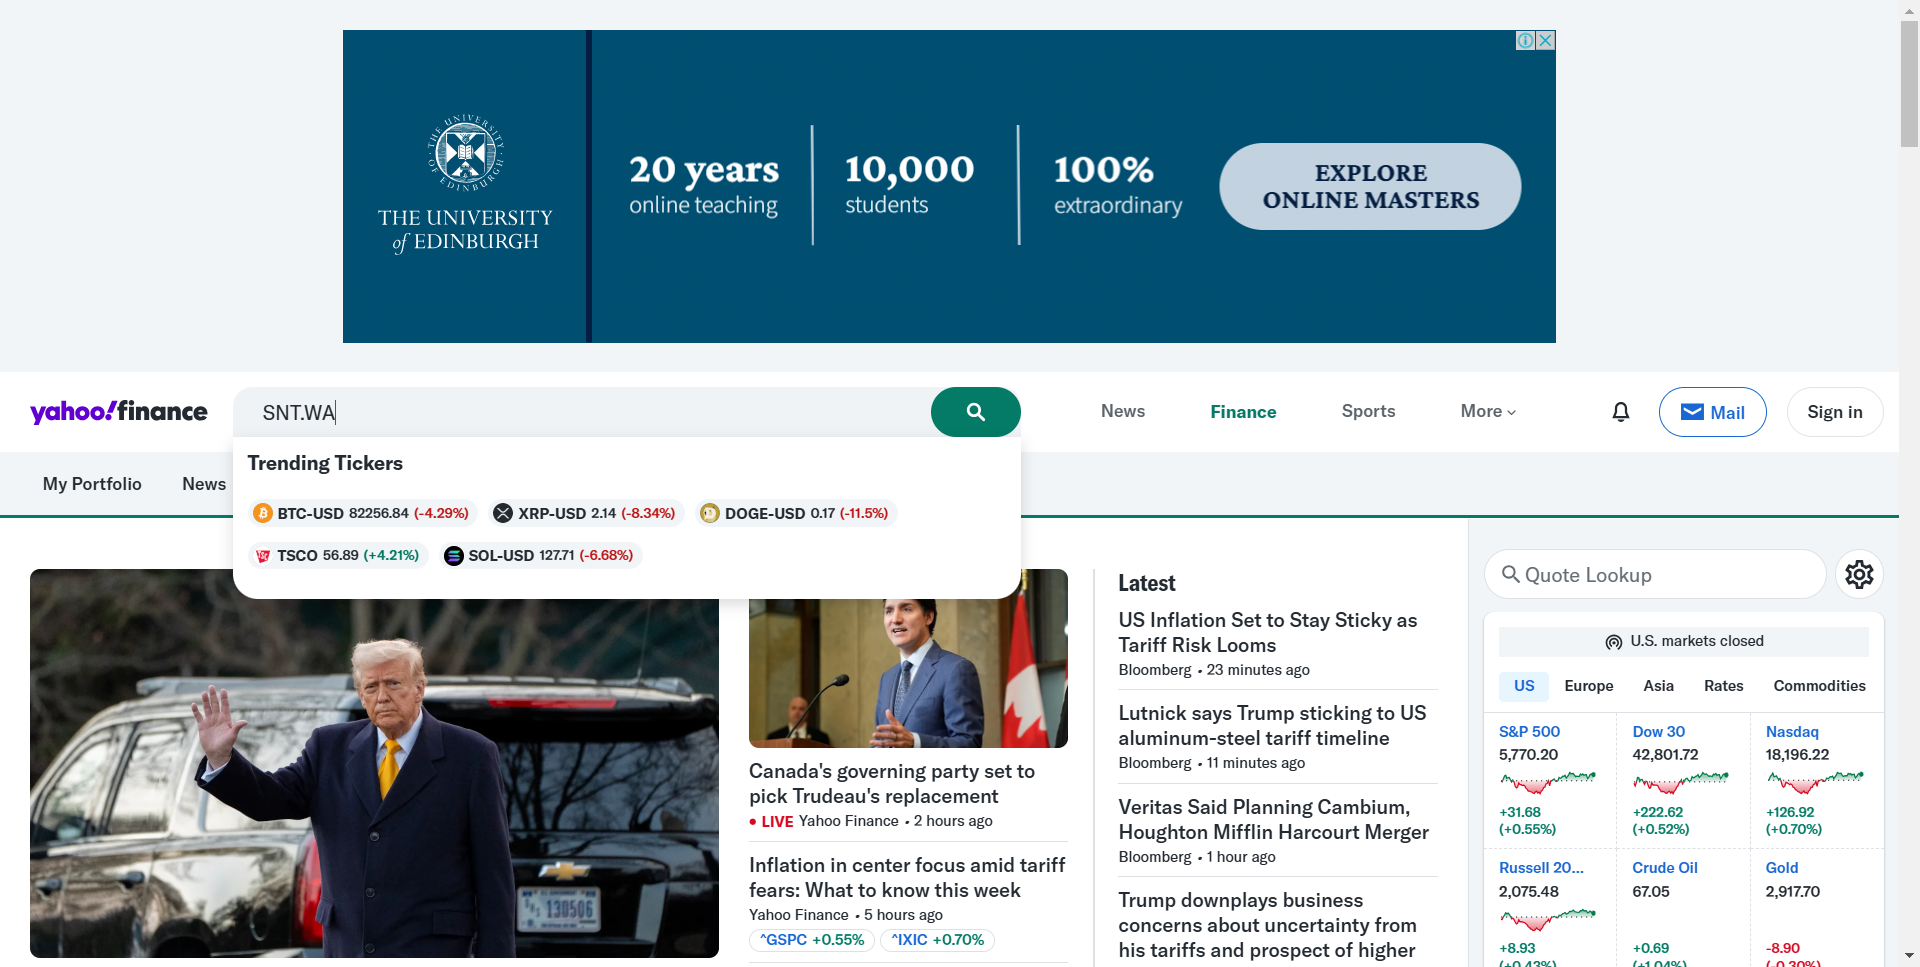 THE UNIVERSITY
of EDINBURGH
20 years
online teaching
10,000
students
100%
extraordinary
EXPLORE
ONLINE MASTERS
yahoo!finance
SNT.WA
News
Finance
Sports
More
Mail
Sign in
My Portfolio
News
Trending Tickers
BTC-USD 82256.84 (-4.29%)
XRP-USD 2.14 (-8.34%)
DOGE-USD 0.17 (-11.5%)
TSCO 56.89 (+4.21%)
SOL-USD 127.71 (-6.68%)
Canada's governing party set to
pick Trudeau's replacement
• LIVE Yahoo Finance • 2 hours ago
Inflation in center focus amid tariff
fears: What to know this week
Yahoo Finance • 5 hours ago
^GSPC +0.55%
^IXIC +0.70%
Latest
US Inflation Set to Stay Sticky as
Tariff Risk Looms
Bloomberg • 23 minutes ago
Lutnick says Trump sticking to US
aluminum-steel tariff timeline
Bloomberg • 11 minutes ago
Veritas Said Planning Cambium,
Houghton Mifflin Harcourt Merger
Bloomberg • 1 hour ago
Trump downplays business
concerns about uncertainty from
his tariffs and prospect of higher
Quote Lookup
U.S. markets closed
US
Europe
Asia
Rates
Commodities
S&P 500
5,770.20
+31.68
(+0.55%)
Dow 30
42,801.72
+222.62
(+0.52%)
Nasdaq
18,196.22
+126.92
(+0.70%)
Russell 20...
2,075.48
+8.93
(+0.43%)
Crude Oil
67.05
+0.69
(+1.04%)
Gold
2,917.70
-8.90
(-0.30%)
130506